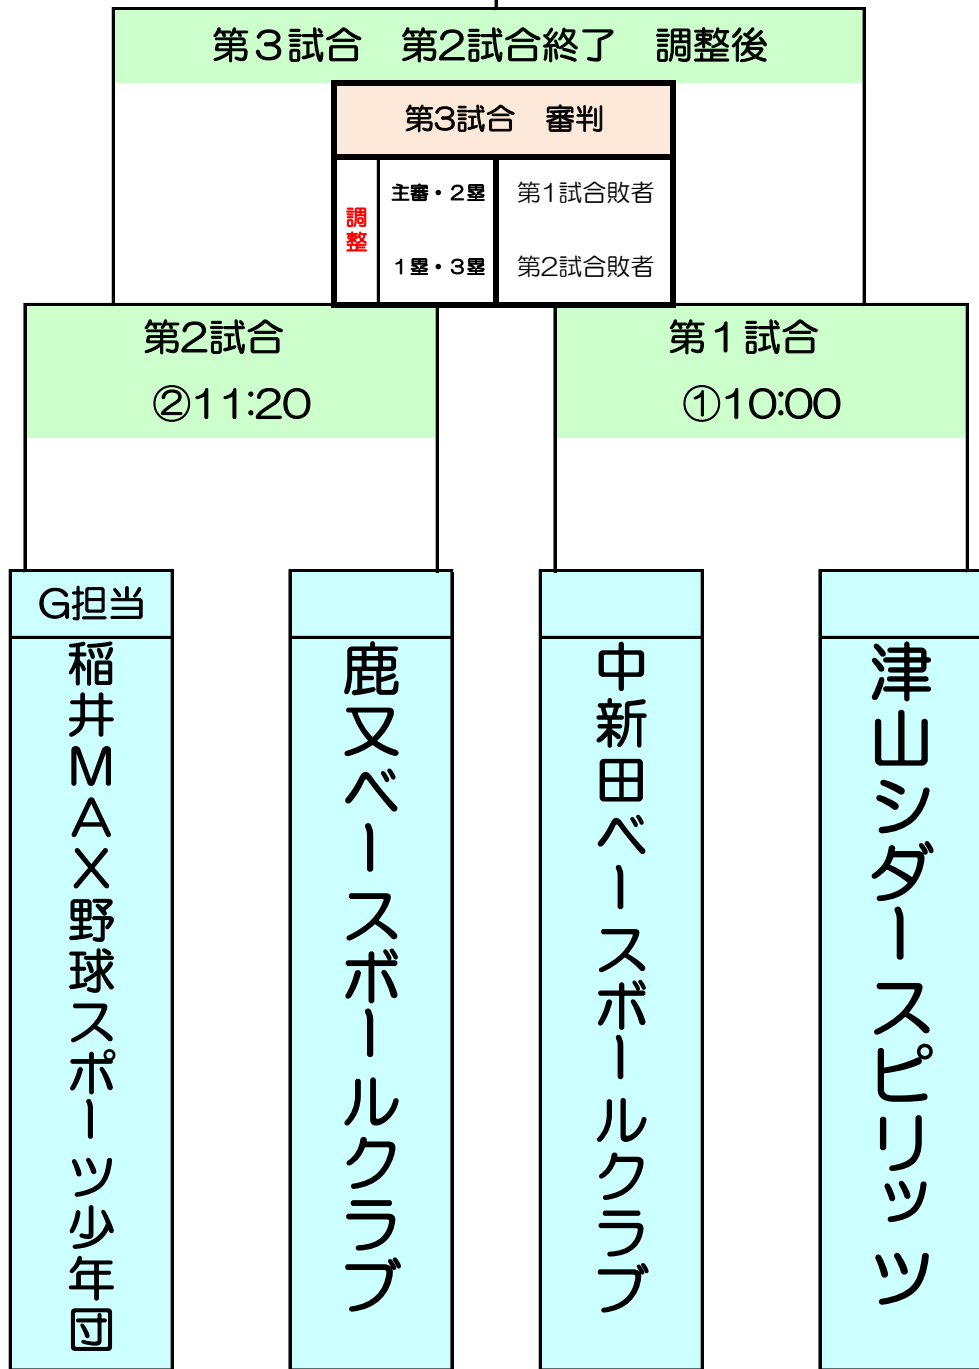 第３試合　第2試合終了　調整後
第3試合　審判
調整
主審・２塁
第1試合敗者
１塁・３塁
第2試合敗者
第2試合
②11:20
第１試合
①10:00
G担当
稲井MAX野球スポーツ少年団
鹿又ベースボールクラブ
中新田ベースボールクラブ
津山シダースピリッツ